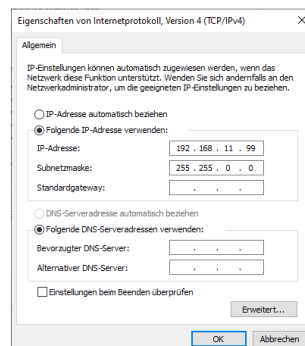 Eigenschaften von Internetprotokoll, Version 4 (TCP/IPv4)
Allgemein
IP-Einstellungen können automatisch zugewiesen werden, wenn das
Netzwerk diese Funktion unterstützt. Wenden Sie sich andernfalls an den
Netzwerkadministrator, um die geeigneten IP-Einstellungen zu beziehen.
IP-Adresse automatisch beziehen
Folgende IP-Adresse verwenden:
IP-Adresse: 192 . 168 . 11 . 99
Subnetzmaske: 255 . 255 . 0 . 0
Standardgateway: . . .
DNS-Serveradresse automatisch beziehen
Folgende DNS-Serveradressen verwenden:
Bevorzugter DNS-Server: . . .
Alternativer DNS-Server: . . .
Einstellungen beim Beenden überprüfen
Erweitert...
OK Abbrechen